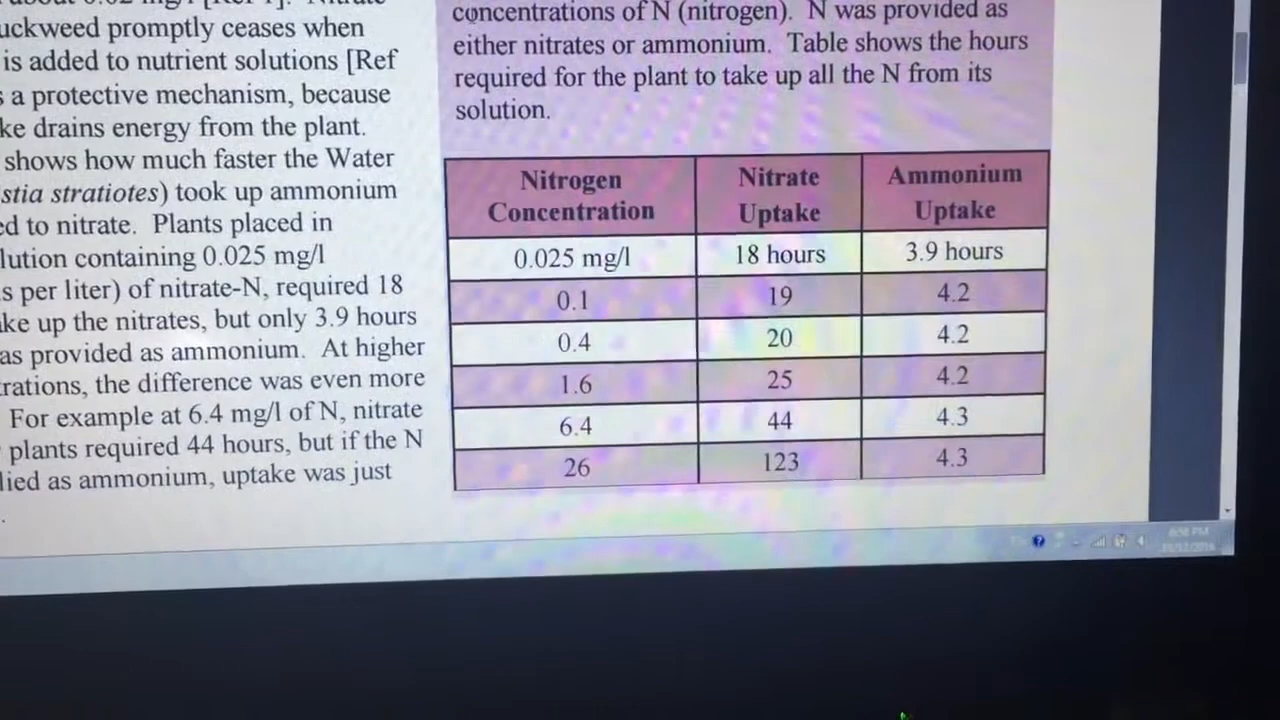 uckweed promptly ceases when
is added to nutrient solutions [Ref
a protective mechanism, because
ke drains energy from the plant.
shows how much faster the Water
stia stratiotes) took up ammonium
ed to nitrate. Plants placed in
lution containing 0.025 mg/l
s per liter) of nitrate-N, required 18
ke up the nitrates, but only 3.9 hours
as provided as ammonium. At higher
trations, the difference was even more
For example at 6.4 mg/l of N, nitrate
plants required 44 hours, but if the N
lied as ammonium, uptake was just
concentrations of N (nitrogen). N was provided as
either nitrates or ammonium. Table shows the hours
required for the plant to take up all the N from its
solution.
Nitrogen Concentration Nitrate Uptake Ammonium Uptake
0.025 mg/l 18 hours 3.9 hours
0.1 19 4.2
0.4 20 4.2
1.6 25 4.2
6.4 44 4.3
26 123 4.3